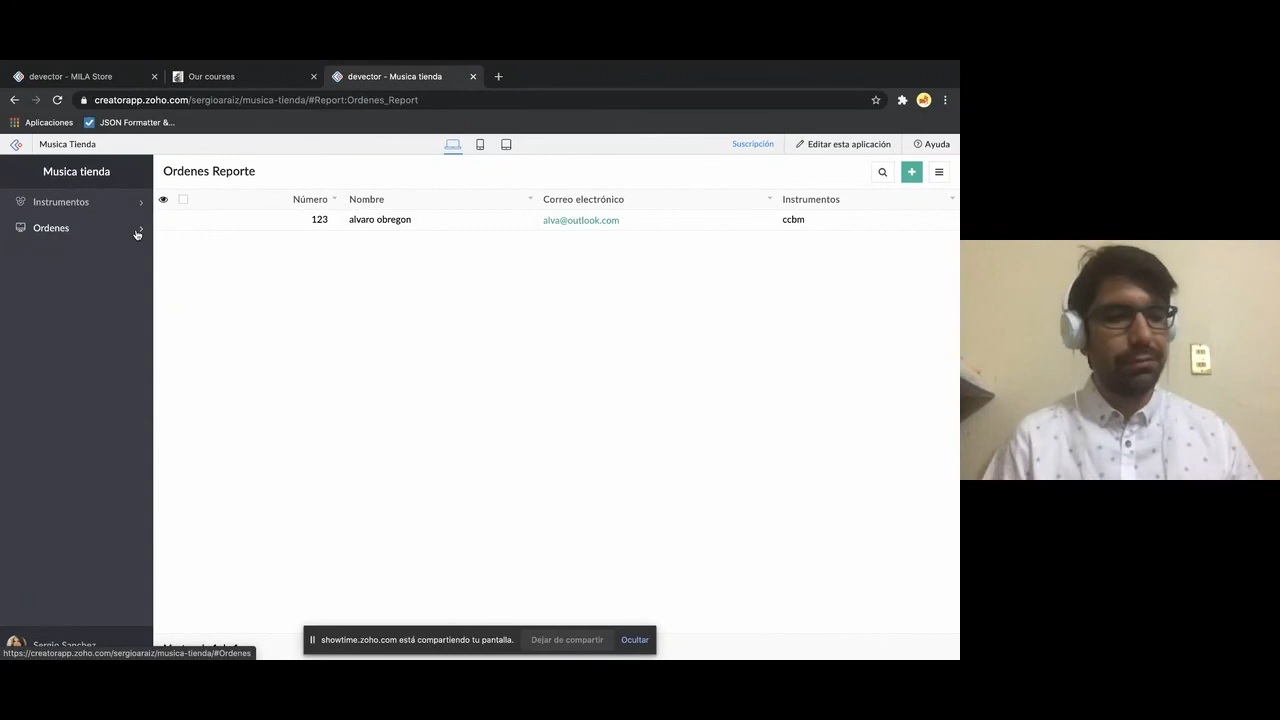 devector - MILA Store
Our courses
devector - Musica tienda
creatorapp.zoho.com/sergioaraiz/musica-tienda/#Report:Ordenes_Report
Aplicaciones
JSON Formatter &...
Musica Tienda
Suscripción
Editar esta aplicación
Ayuda
Musica tienda
Ordenes Reporte
Instrumentos
Ordenes
Número
Nombre
Correo electrónico
Instrumentos
123
alvaro obregon
alva@outlook.com
ccbm
showtime.zoho.com está compartiendo tu pantalla.
Dejar de compartir
Ocultar
Sergio Sanchez
https://creatorapp.zoho.com/sergioaraiz/musica-tienda/#Ordenes